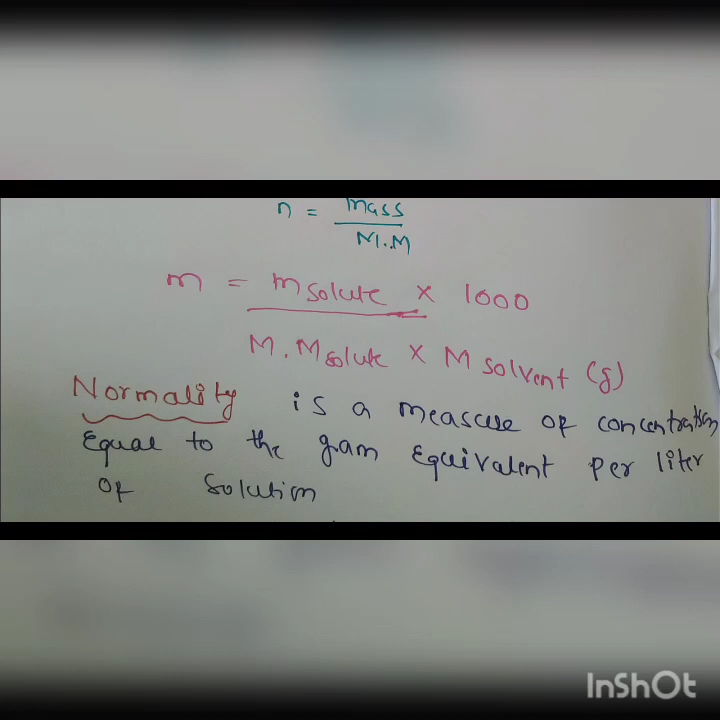 n = mass
M.M
m = m solute × 1000
M.M solute × M solvent (g)
Normality is a measure of concentration
Equal to the gram Equivalent per liter
of Solution
InShOt